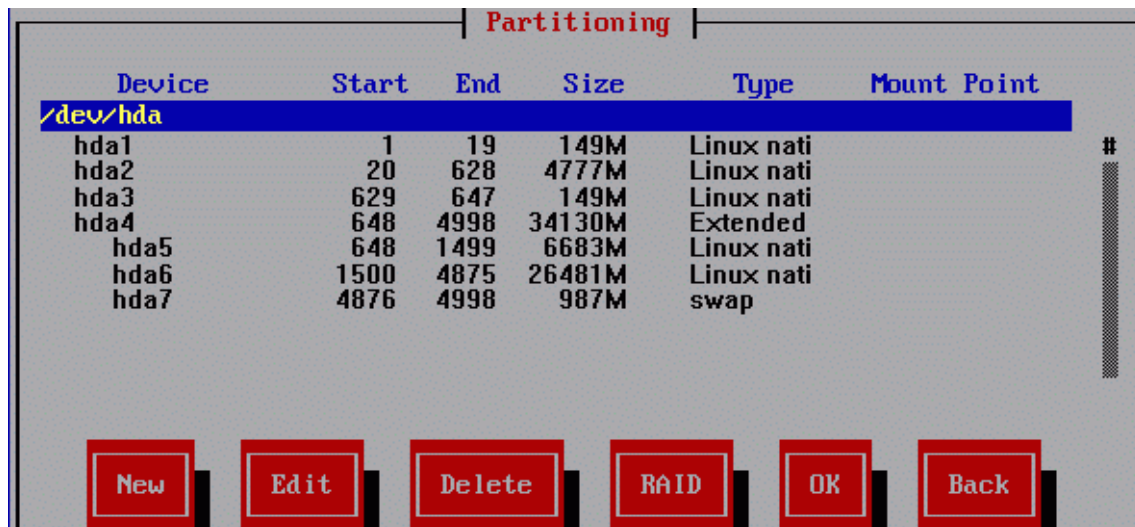 Partitioning
Device Start End Size Type Mount Point
/dev/hda
hda1 1 19 149M Linux nati
#
hda2 20 628 4777M Linux nati
hda3 629 647 149M Linux nati
hda4 648 4998 34130M Extended
hda5 648 1499 6683M Linux nati
hda6 1500 4875 26481M Linux nati
hda7 4876 4998 987M swap
New Edit Delete RAID OK Back